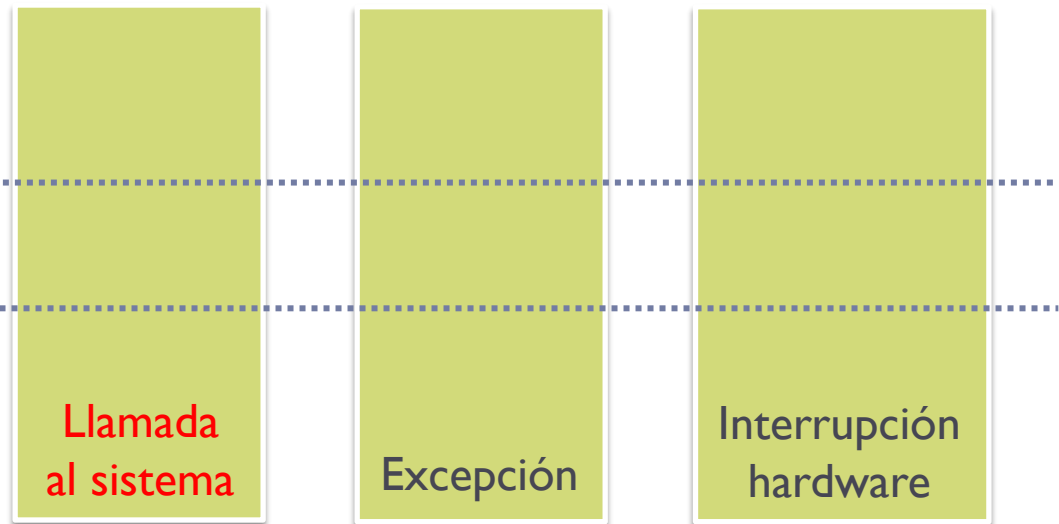 Llamada
al sistema
Excepción
Interrupción
hardware